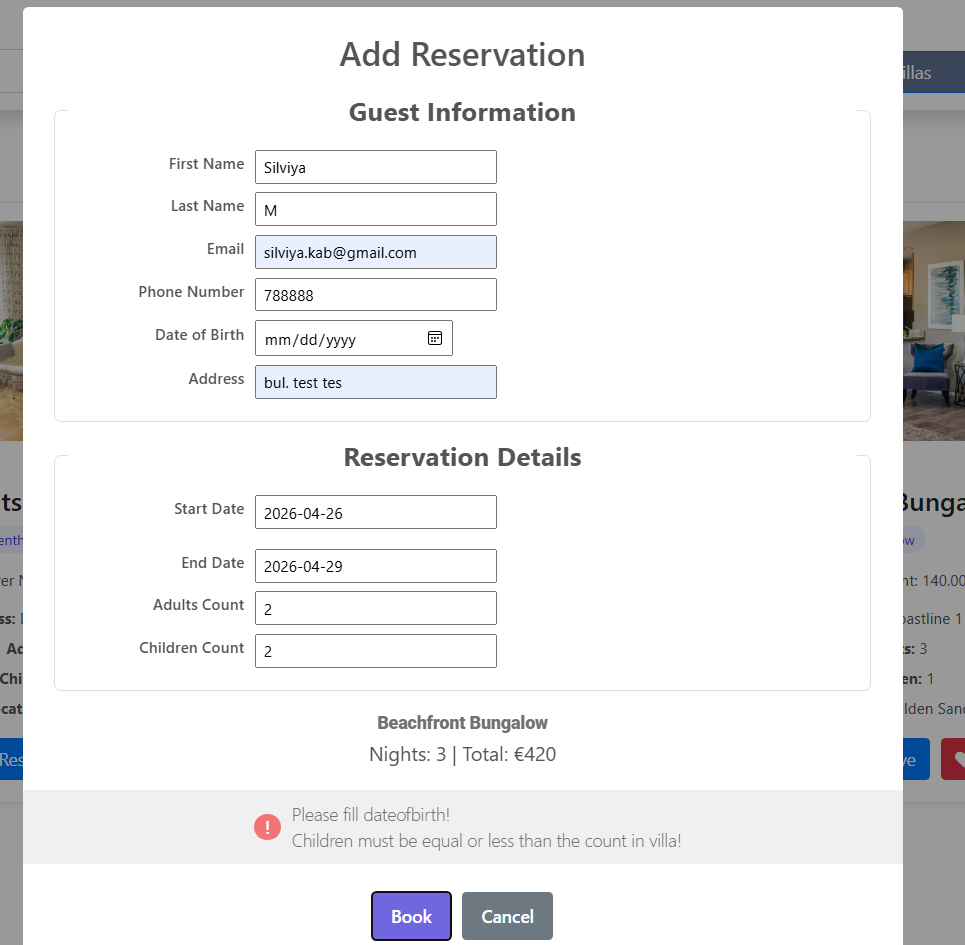 Add Reservation
illas
Guest Information
First Name Silviya
Last Name M
Email silviya.kab@gmail.com
Phone Number 788888
Date of Birth mm/dd/yyyy
Address bul. test tes
Reservation Details
Start Date 2026-04-26
End Date 2026-04-29
Adults Count 2
Children Count 2
Beachfront Bungalow
Nights: 3 | Total: €420
! Please fill dateofbirth!
Children must be equal or less than the count in villa!
Book Cancel
ts
enth
er N
ss:
Ad
Chi
cat
Res
Bunga
ow
ht: 140.00
oastline 1
s: 3
en: 1
lden Sand
ve